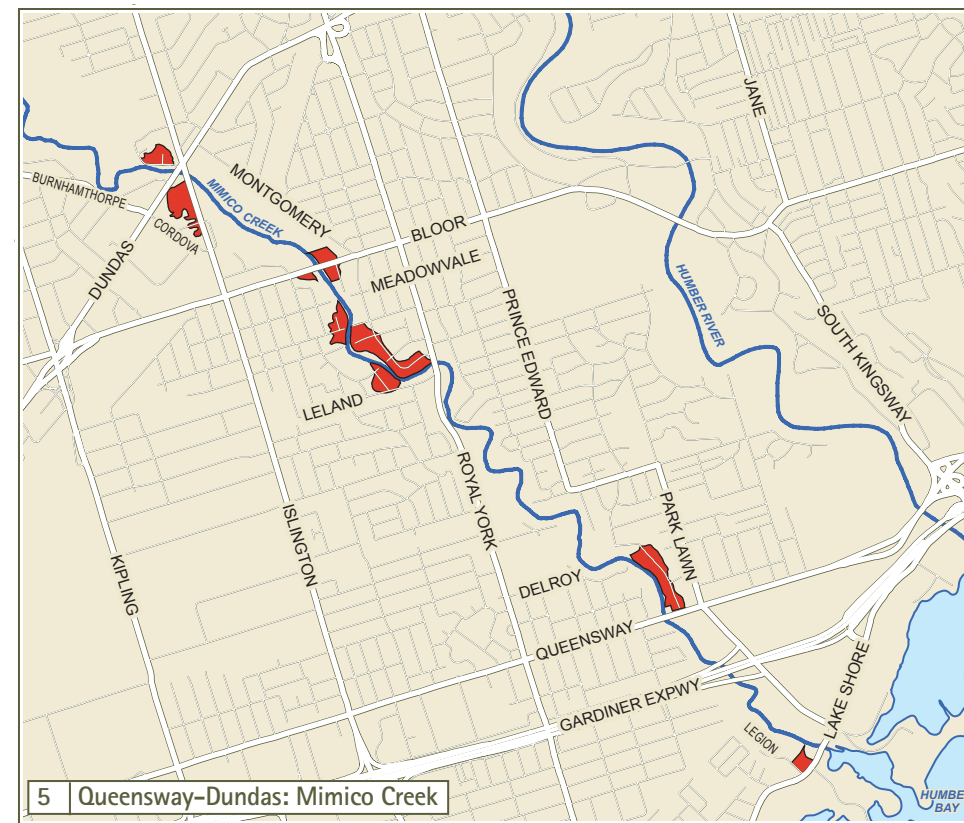 JANE
BURNHAMTHORPE
MONTGOMERY
MIMICO CREEK
CORDOVA
BLOOR
DUNDAS
MEADOWVALE
HUMBER RIVER
PRINCE EDWARD
SOUTH KINGSWAY
LELAND
ROYAL YORK
ISLINGTON
PARK LAWN
KIPLING
DELROY
QUEENSWAY
GARDINER EXPWY
LAKE SHORE
LEGION
5 Queensway-Dundas: Mimico Creek
HUMBE
BAY